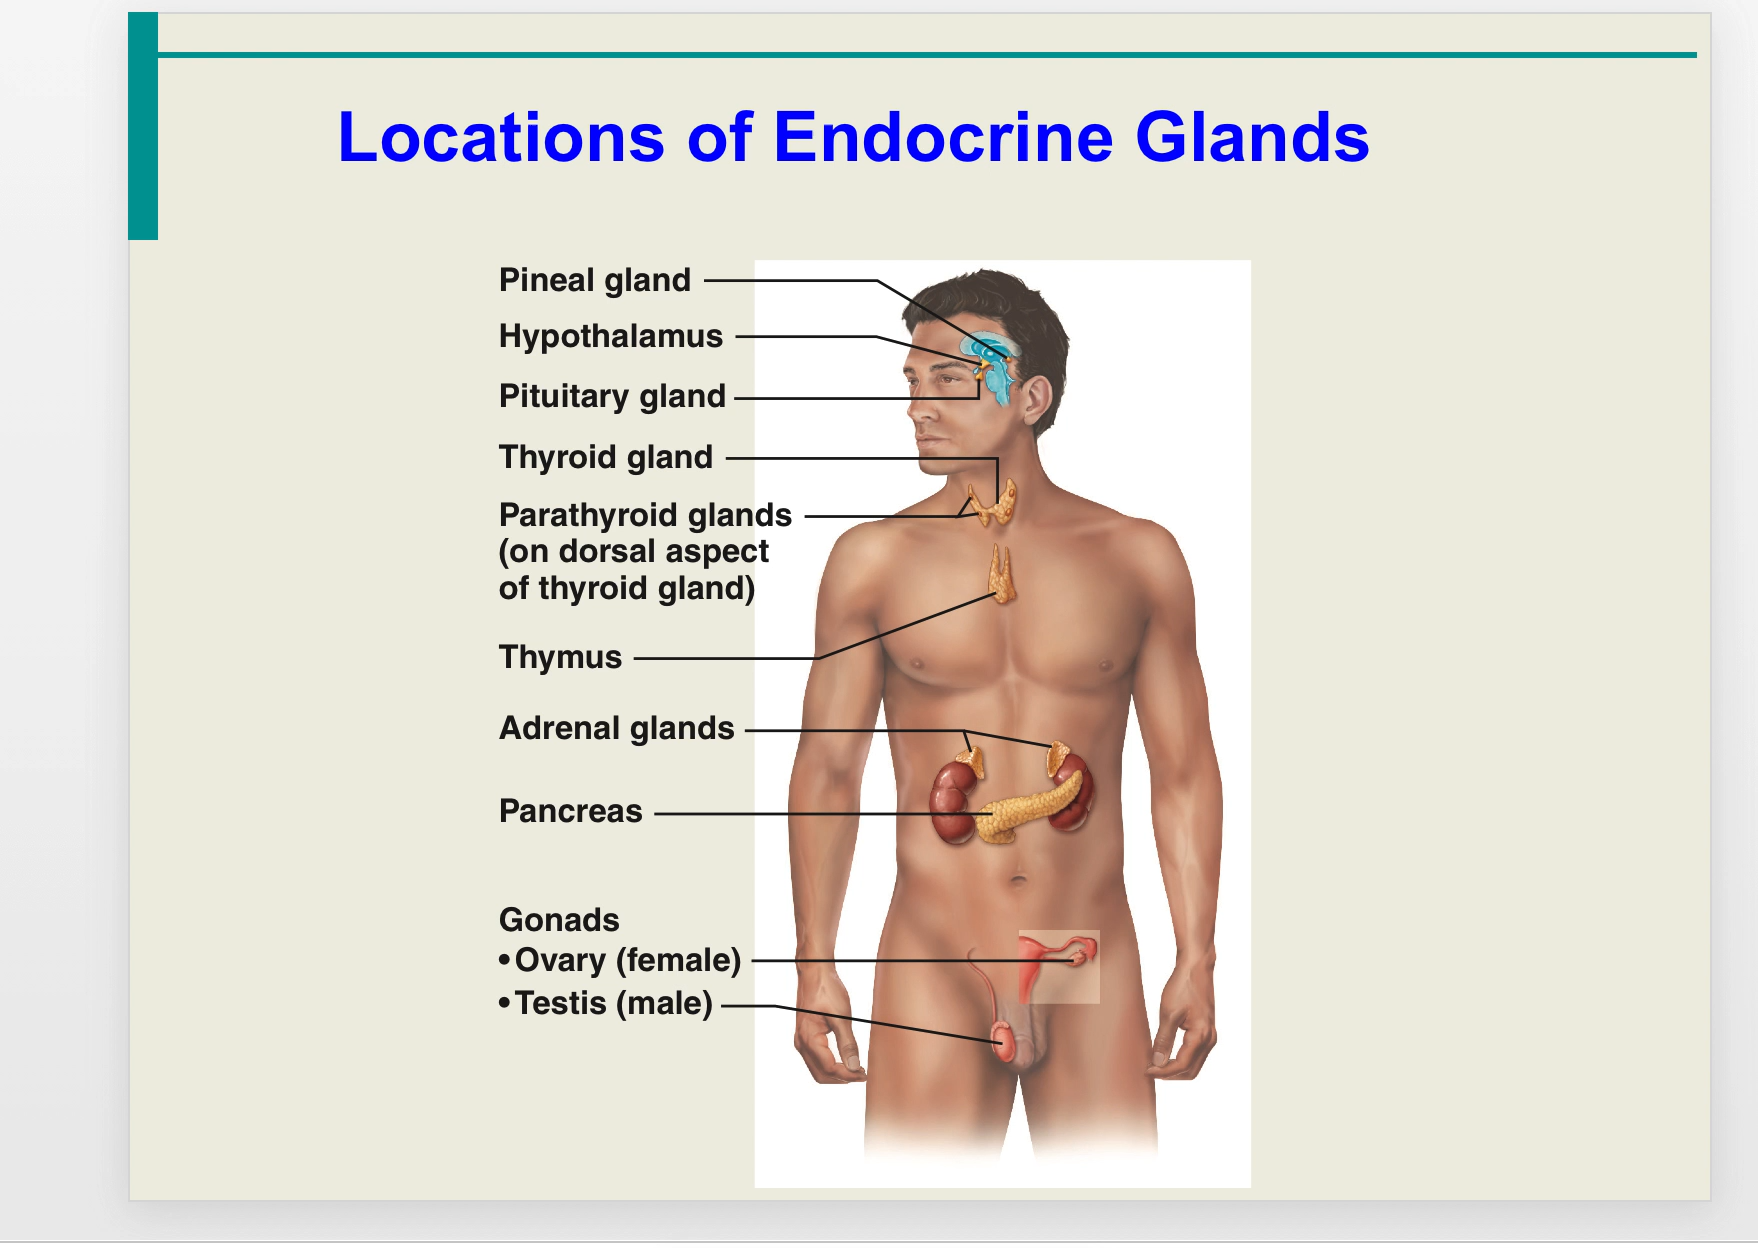 Locations of Endocrine Glands
Pineal gland
Hypothalamus
Pituitary gland
Thyroid gland
Parathyroid glands
(on dorsal aspect
of thyroid gland)
Thymus
Adrenal glands
Pancreas
Gonads
•Ovary (female)
•Testis (male)